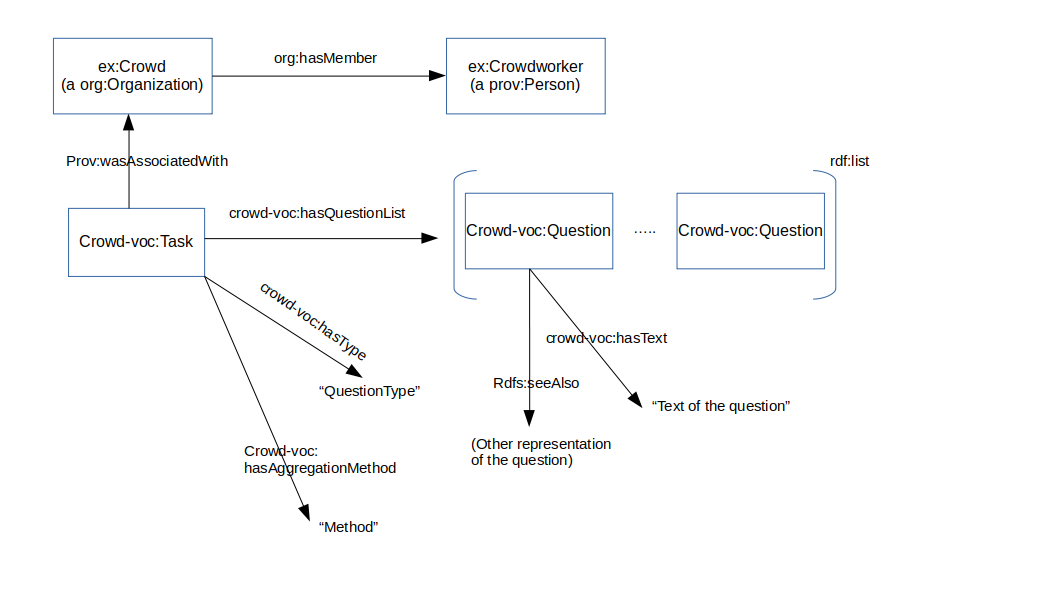 ex:Crowd
(a org:Organization)
org:hasMember
ex:Crowdworker
(a prov:Person)
Prov:wasAssociatedWith
rdf:list
Crowd-voc:Task
crowd-voc:hasQuestionList
Crowd-voc:Question
.....
Crowd-voc:Question
crowd-voc:hasType
“QuestionType”
crowd-voc:hasText
Rdfs:seeAlso
“Text of the question”
(Other representation
of the question)
Crowd-voc:
hasAggregationMethod
“Method”